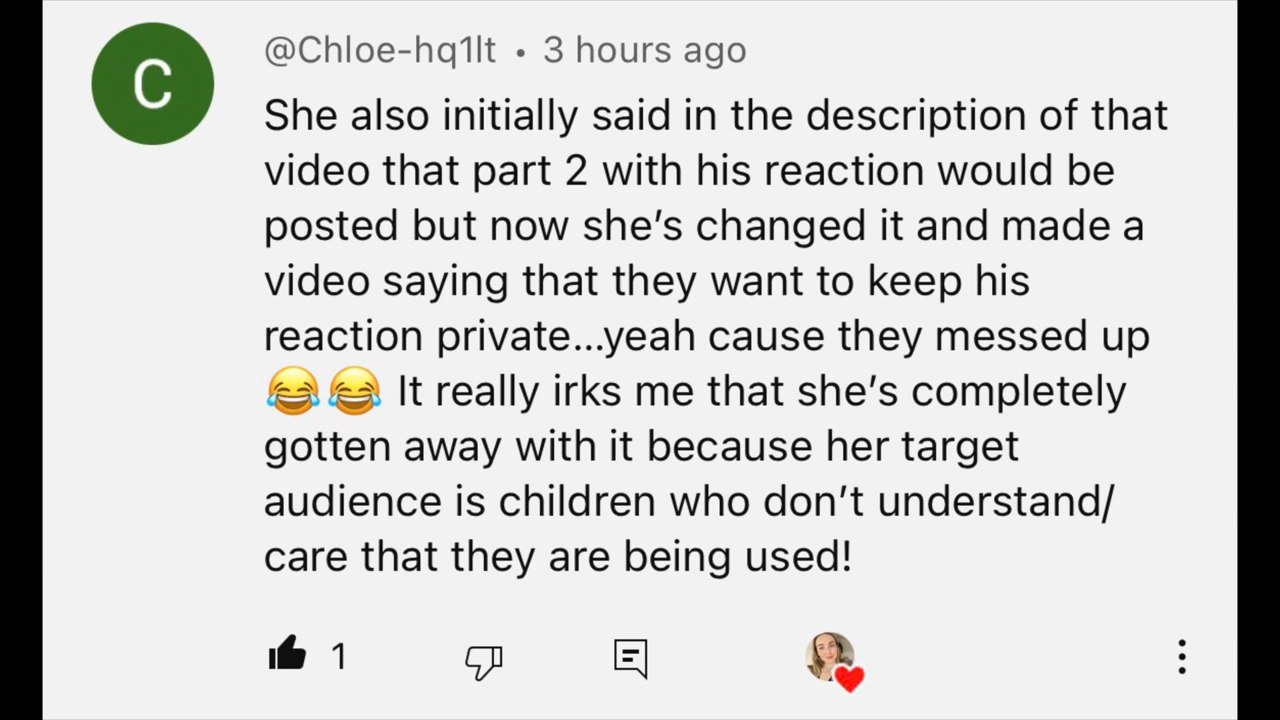 C
@Chloe-hq1lt • 3 hours ago
She also initially said in the description of that
video that part 2 with his reaction would be
posted but now she’s changed it and made a
video saying that they want to keep his
reaction private...yeah cause they messed up
😂😂 It really irks me that she’s completely
gotten away with it because her target
audience is children who don’t understand/
care that they are being used!
1